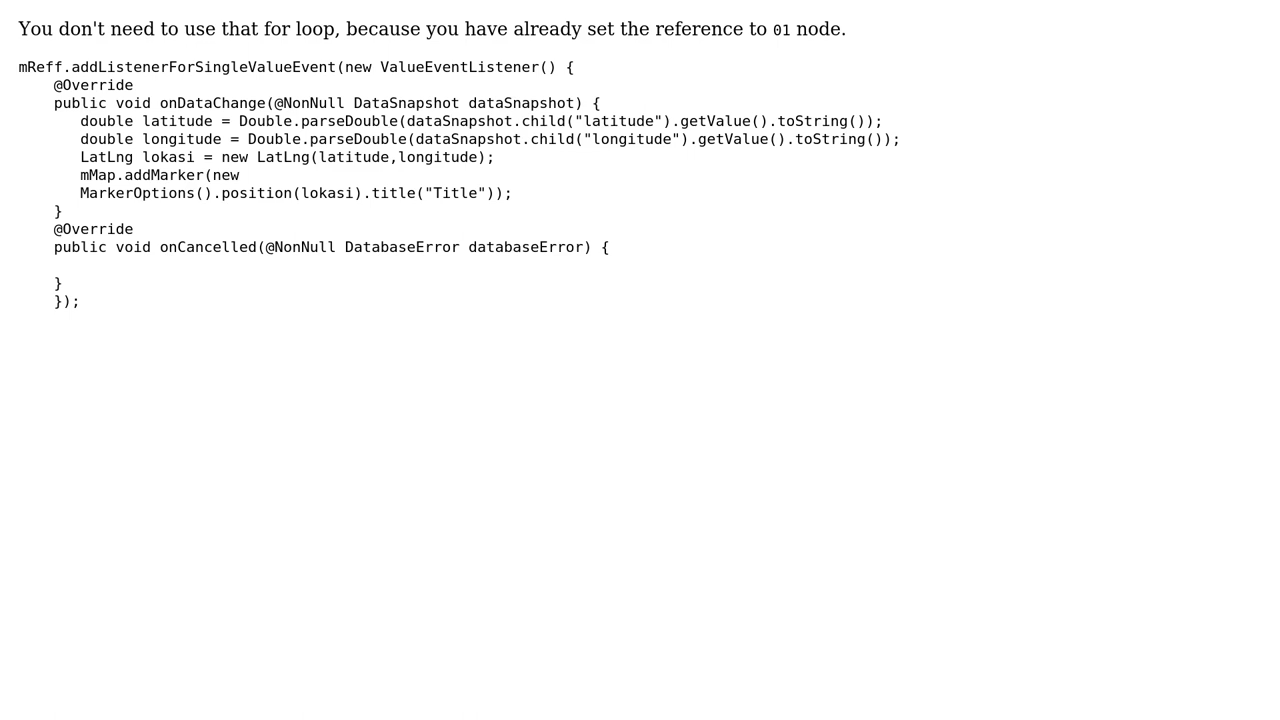 You don't need to use that for loop, because you have already set the reference to 01 node.
mReff.addListenerForSingleValueEvent(new ValueEventListener() {
    @Override
    public void onDataChange(@NonNull DataSnapshot dataSnapshot) {
       double latitude = Double.parseDouble(dataSnapshot.child("latitude").getValue().toString());
       double longitude = Double.parseDouble(dataSnapshot.child("longitude").getValue().toString());
       LatLng lokasi = new LatLng(latitude,longitude);
       mMap.addMarker(new
       MarkerOptions().position(lokasi).title("Title"));
    }
    @Override
    public void onCancelled(@NonNull DatabaseError databaseError) {

    }
    });